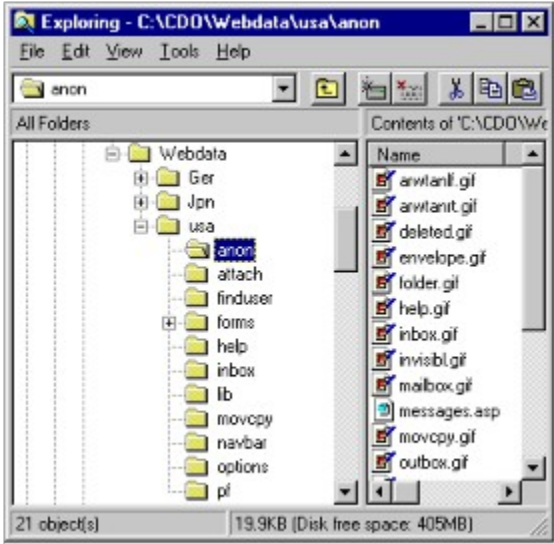 Exploring - C:\CDO\Webdata\usa\anon
File Edit View Tools Help
anon
All Folders
Contents of 'C:\CDO\We
Webdata
Ger
Jpn
usa
anon
attach
finduser
forms
help
inbox
lib
movcpy
navbar
options
pf
Name
arwtanlf.gif
arwtanrt.gif
deleted.gif
envelope.gif
folder.gif
help.gif
inbox.gif
invisibl.gif
mailbox.gif
messages.asp
movcpy.gif
outbox.gif
21 object(s)
19.9KB (Disk free space: 405MB)